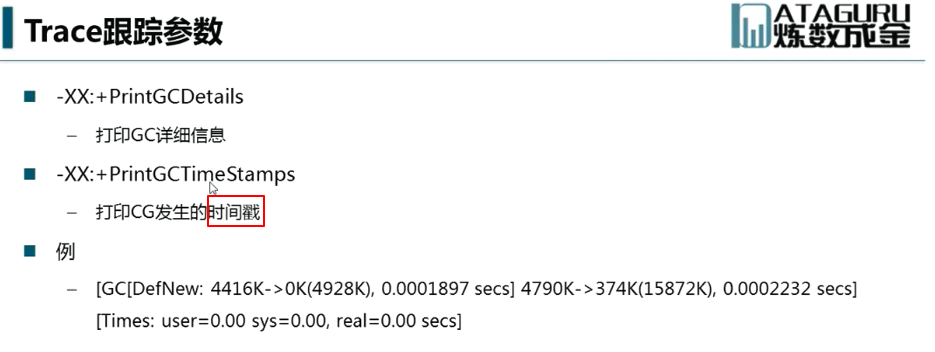 Trace跟踪参数
ATAGURU
炼数成金
-XX:+PrintGCDetails
– 打印GC详细信息
-XX:+PrintGCTimeStamps
– 打印CG发生的时间戳
例
– [GC[DefNew: 4416K->0K(4928K), 0.0001897 secs] 4790K->374K(15872K), 0.0002232 secs]
[Times: user=0.00 sys=0.00, real=0.00 secs]